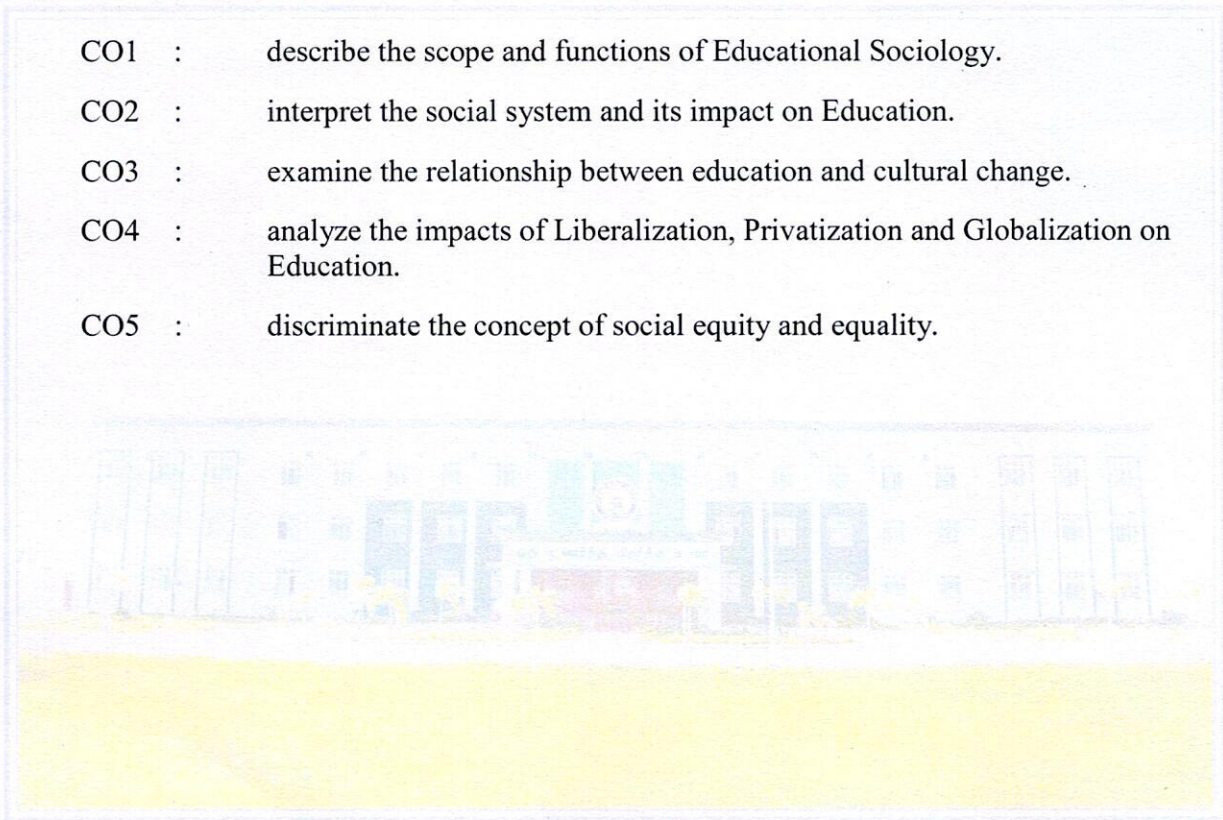 CO1 : describe the scope and functions of Educational Sociology.
CO2 : interpret the social system and its impact on Education.
CO3 : examine the relationship between education and cultural change.
CO4 : analyze the impacts of Liberalization, Privatization and Globalization on
Education.
CO5 : discriminate the concept of social equity and equality.